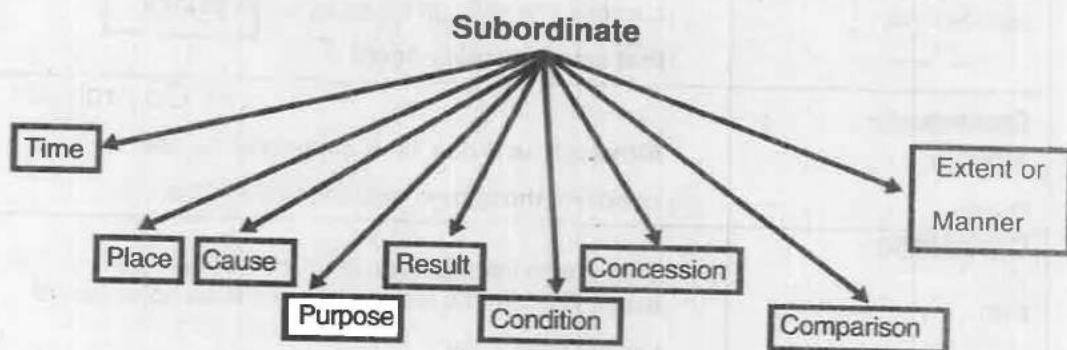 Subordinate
Time
Place
Cause
Purpose
Result
Condition
Concession
Comparison
Extent or
Manner